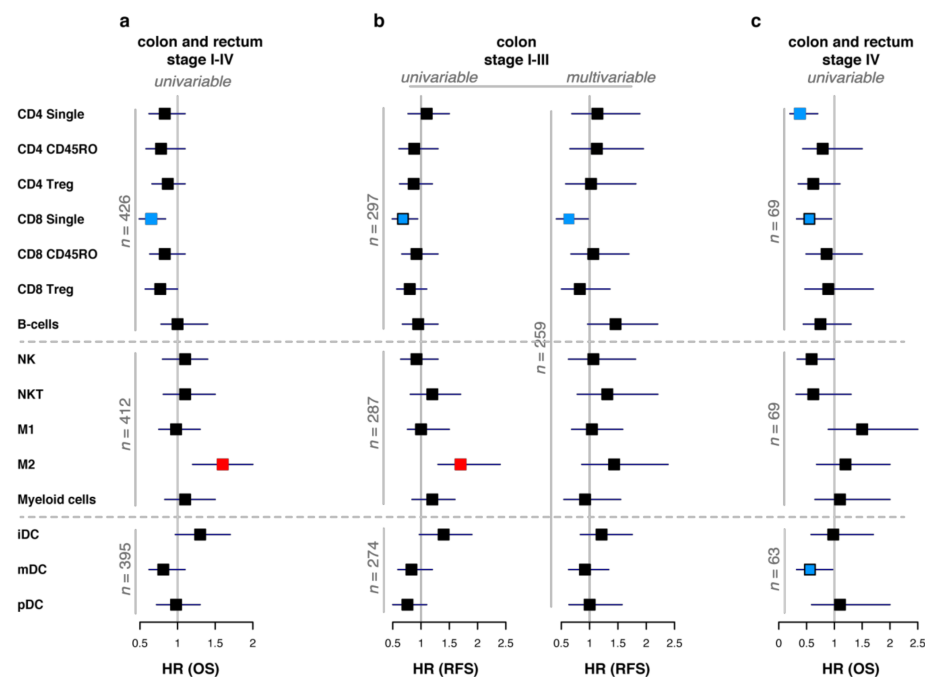 a
b
c
colon and rectum
stage I-IV
univariable
colon
stage I-III
univariable
multivariable
colon and rectum
stage IV
univariable
CD4 Single
CD4 CD45RO
CD4 Treg
CD8 Single
CD8 CD45RO
CD8 Treg
B-cells
NK
NKT
M1
M2
Myeloid cells
iDC
mDC
pDC
n = 426
n = 412
n = 395
n = 297
n = 287
n = 274
n = 259
n = 69
n = 69
n = 63
0.5 1 1.5 2
0.5 1 1.5 2 2.5
0.5 1 1.5 2 2.5
0 0.5 1 1.5 2 2.5
HR (OS)
HR (RFS)
HR (RFS)
HR (OS)